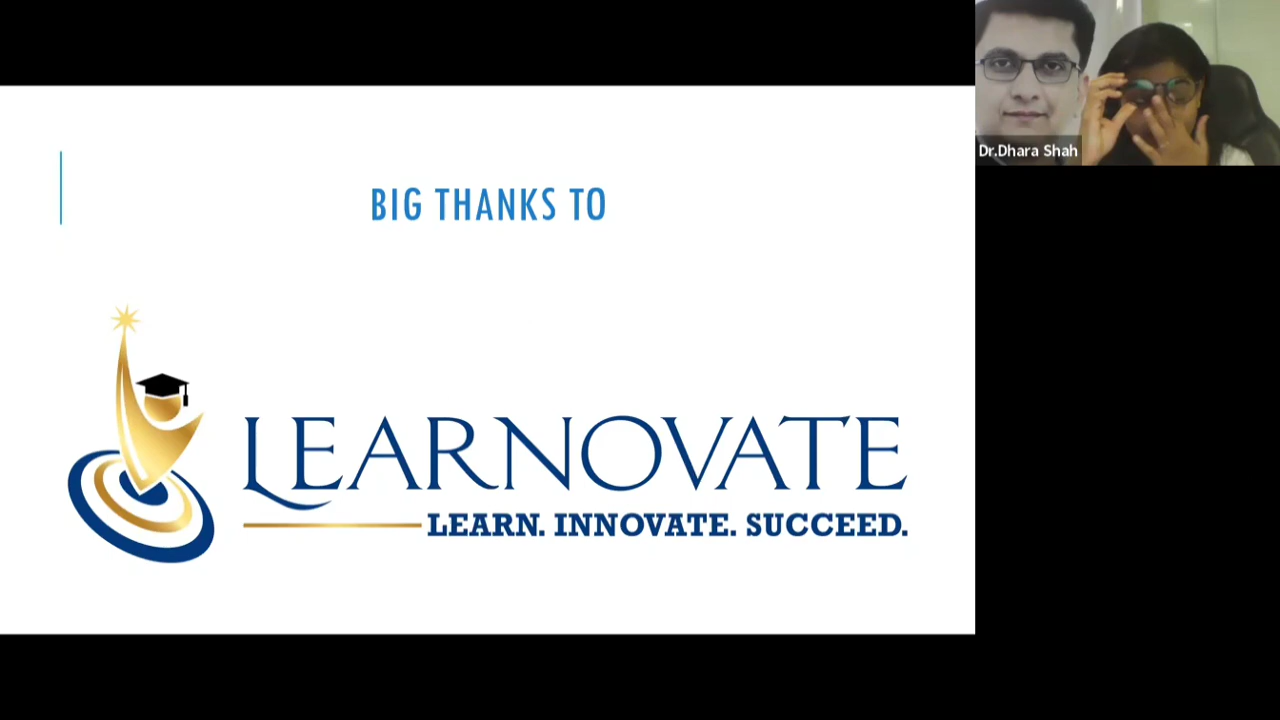 BIG THANKS TO
LEARNOVATE
LEARN. INNOVATE. SUCCEED.
Dr.Dhara Shah